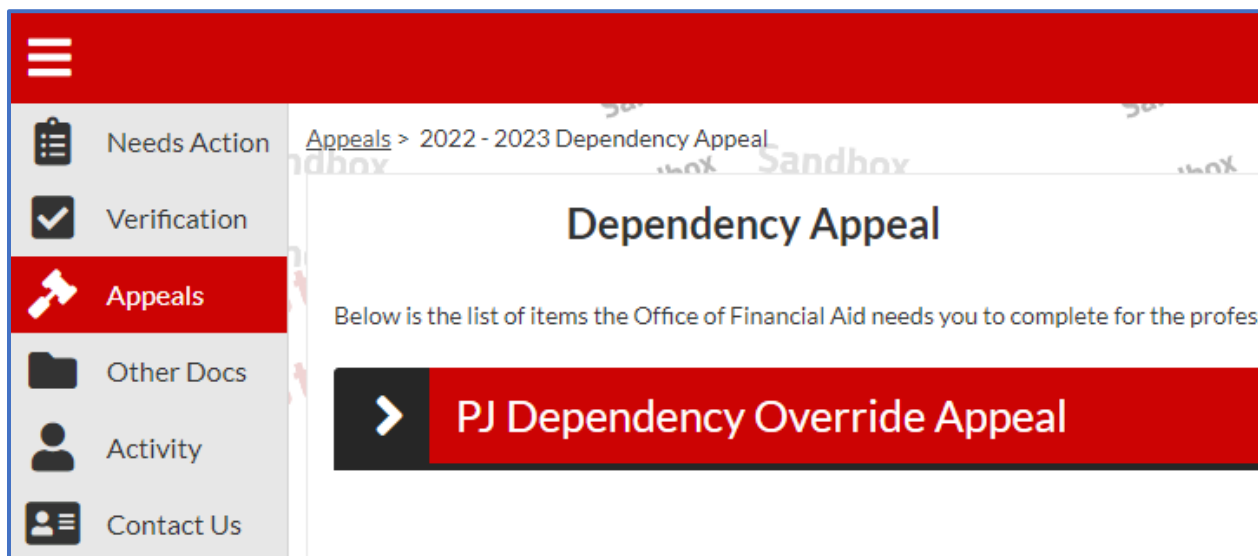 Needs Action
Verification
Appeals
Other Docs
Activity
Contact Us
Appeals > 2022 - 2023 Dependency Appeal
Sandbox
Dependency Appeal
Below is the list of items the Office of Financial Aid needs you to complete for the profes
PJ Dependency Override Appeal